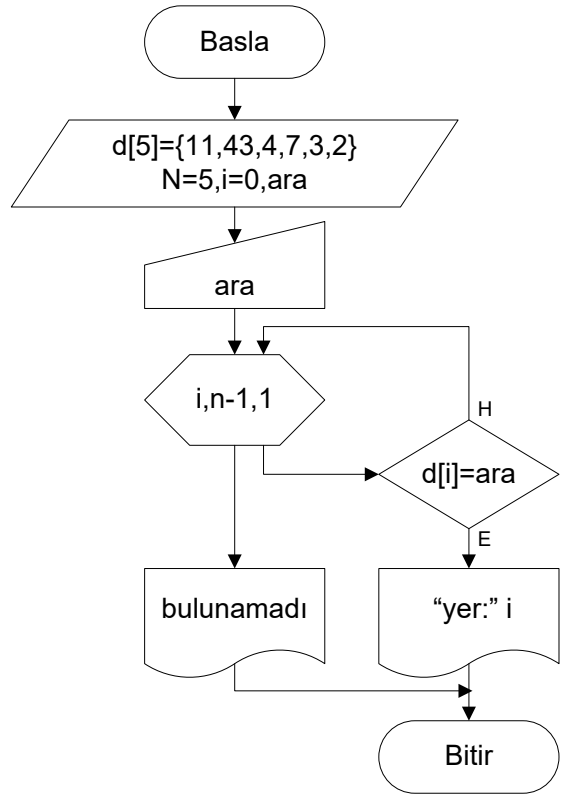 Basla
d[5]={11,43,4,7,3,2}
N=5,i=0,ara
ara
i,n-1,1
H
d[i]=ara
E
bulunamadı
“yer:” i
Bitir